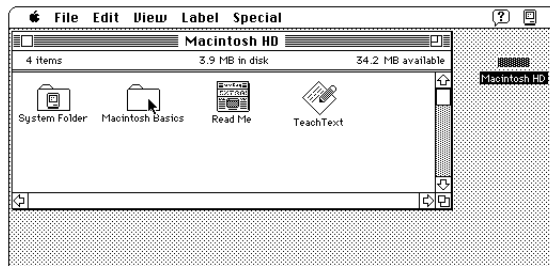 File Edit View Label Special
Macintosh HD
4 items 3.9 MB in disk 34.2 MB available
Macintosh HD
System Folder Macintosh Basics Read Me TeachText